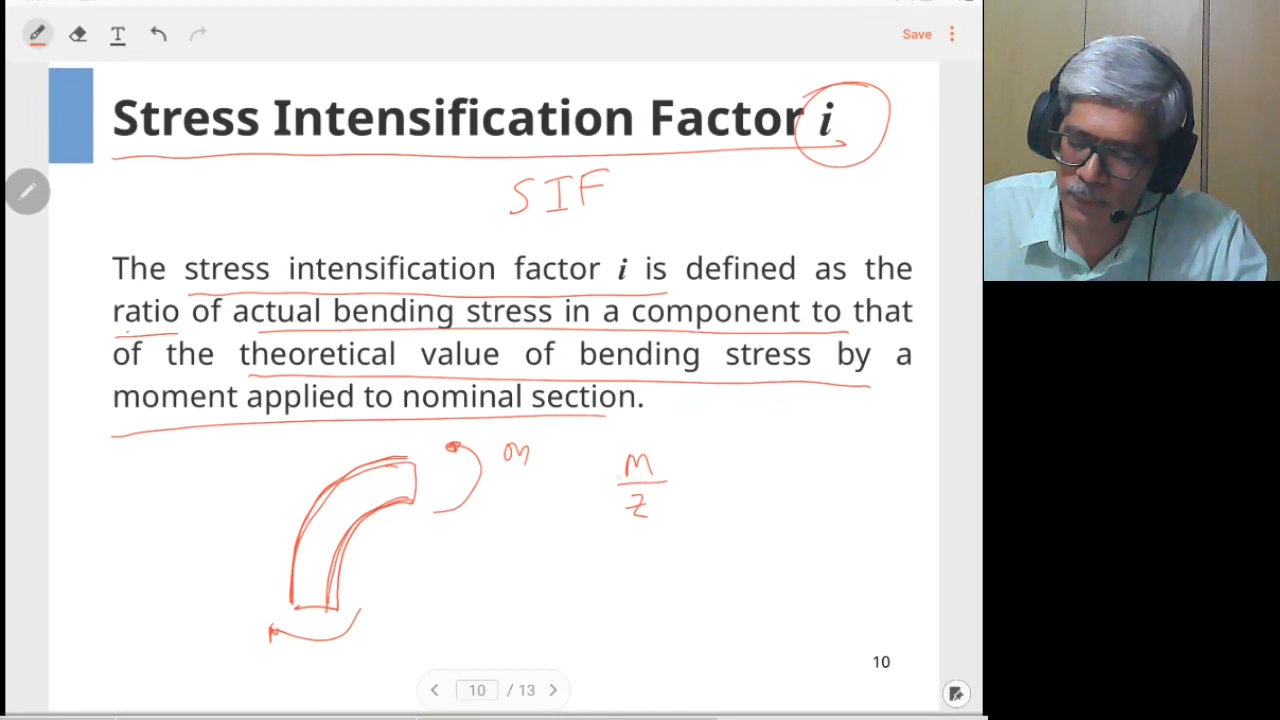 Save
Stress Intensification Factor i
SIF
The stress intensification factor i is defined as the
ratio of actual bending stress in a component to that
of the theoretical value of bending stress by a
moment applied to nominal section.
M
M
Z
10
10 / 13